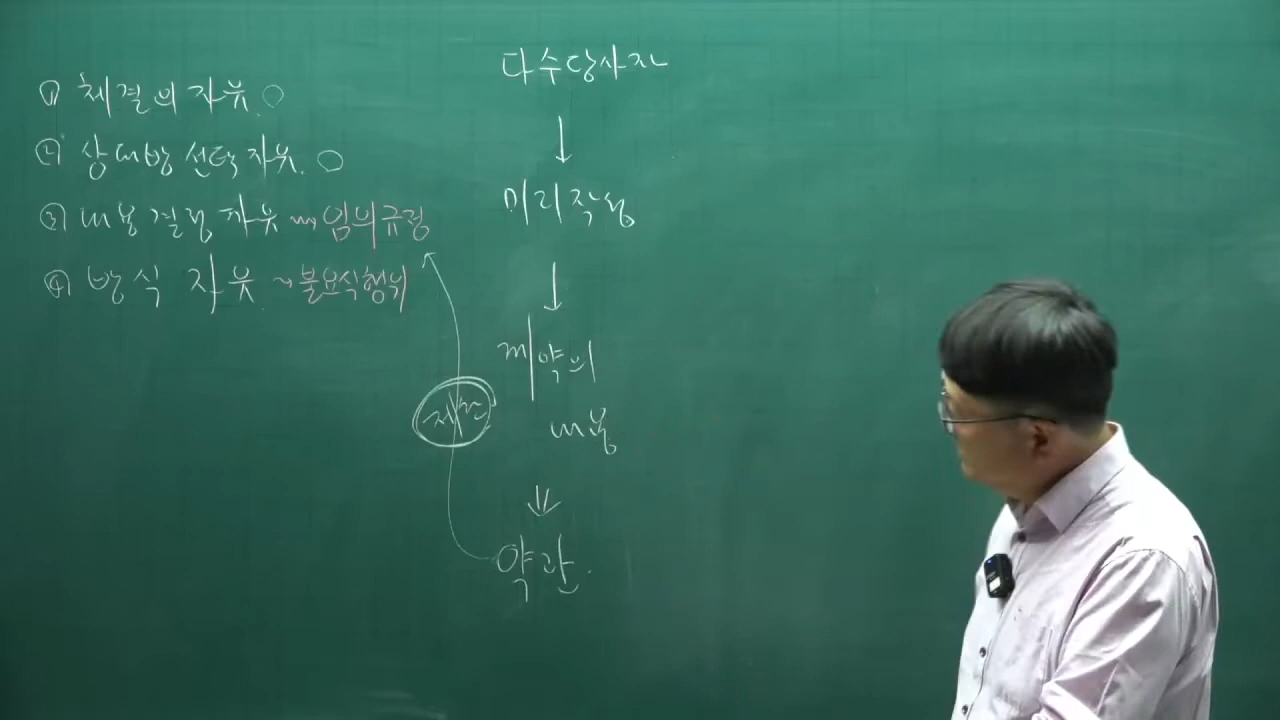 ① 체결의 자유. ○
② 상대방 선택 자유. ○
③ 내용 결정 자유 ~ 임의규정
④ 방식 자유. ~ 불요식행위
다수당사자
↓
미리 작성
↓
계약의
내용
⇓
약관.